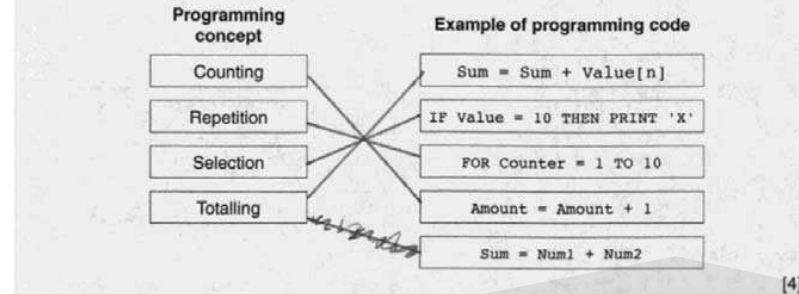 Programming
concept
Example of programming code
Counting
Sum = Sum + Value[n]
Repetition
IF Value = 10 THEN PRINT 'X'
Selection
FOR Counter = 1 TO 10
Totalling
Amount = Amount + 1
Sum = Num1 + Num2
[4]